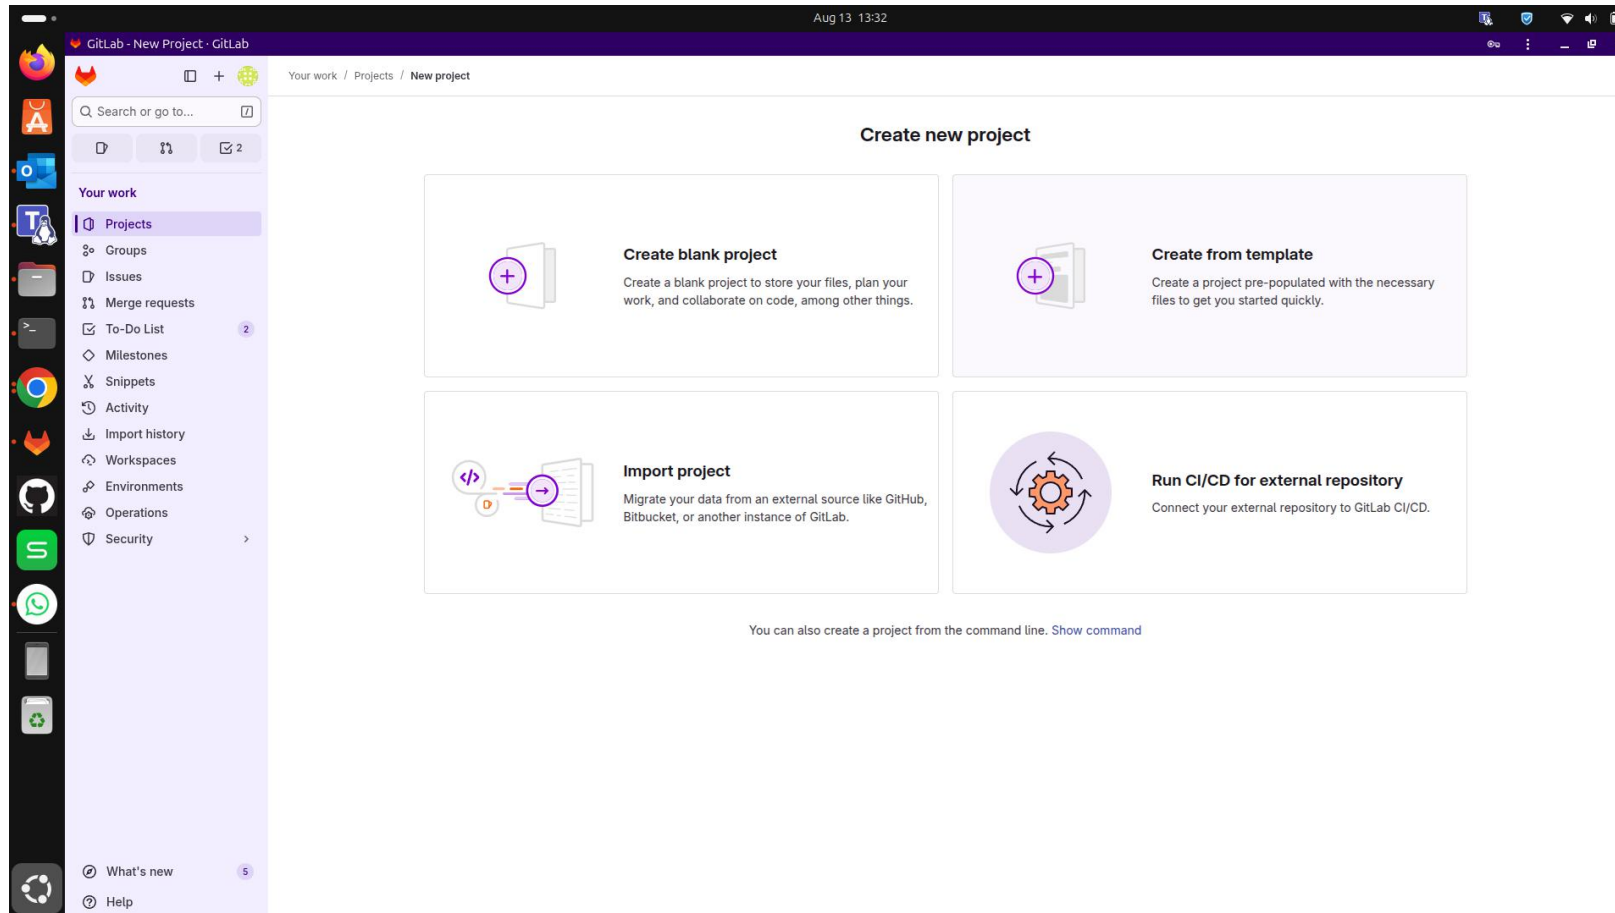 Aug 13 13:32
GitLab - New Project · GitLab
Your work / Projects / New project
Search or go to...
2
Your work
Projects
Groups
Issues
Merge requests
To-Do List 2
Milestones
Snippets
Activity
Import history
Workspaces
Environments
Operations
Security
What's new 5
Help
Create new project
Create blank project
Create a blank project to store your files, plan your
work, and collaborate on code, among other things.
Create from template
Create a project pre-populated with the necessary
files to get you started quickly.
Import project
Migrate your data from an external source like GitHub,
Bitbucket, or another instance of GitLab.
Run CI/CD for external repository
Connect your external repository to GitLab CI/CD.
You can also create a project from the command line. Show command